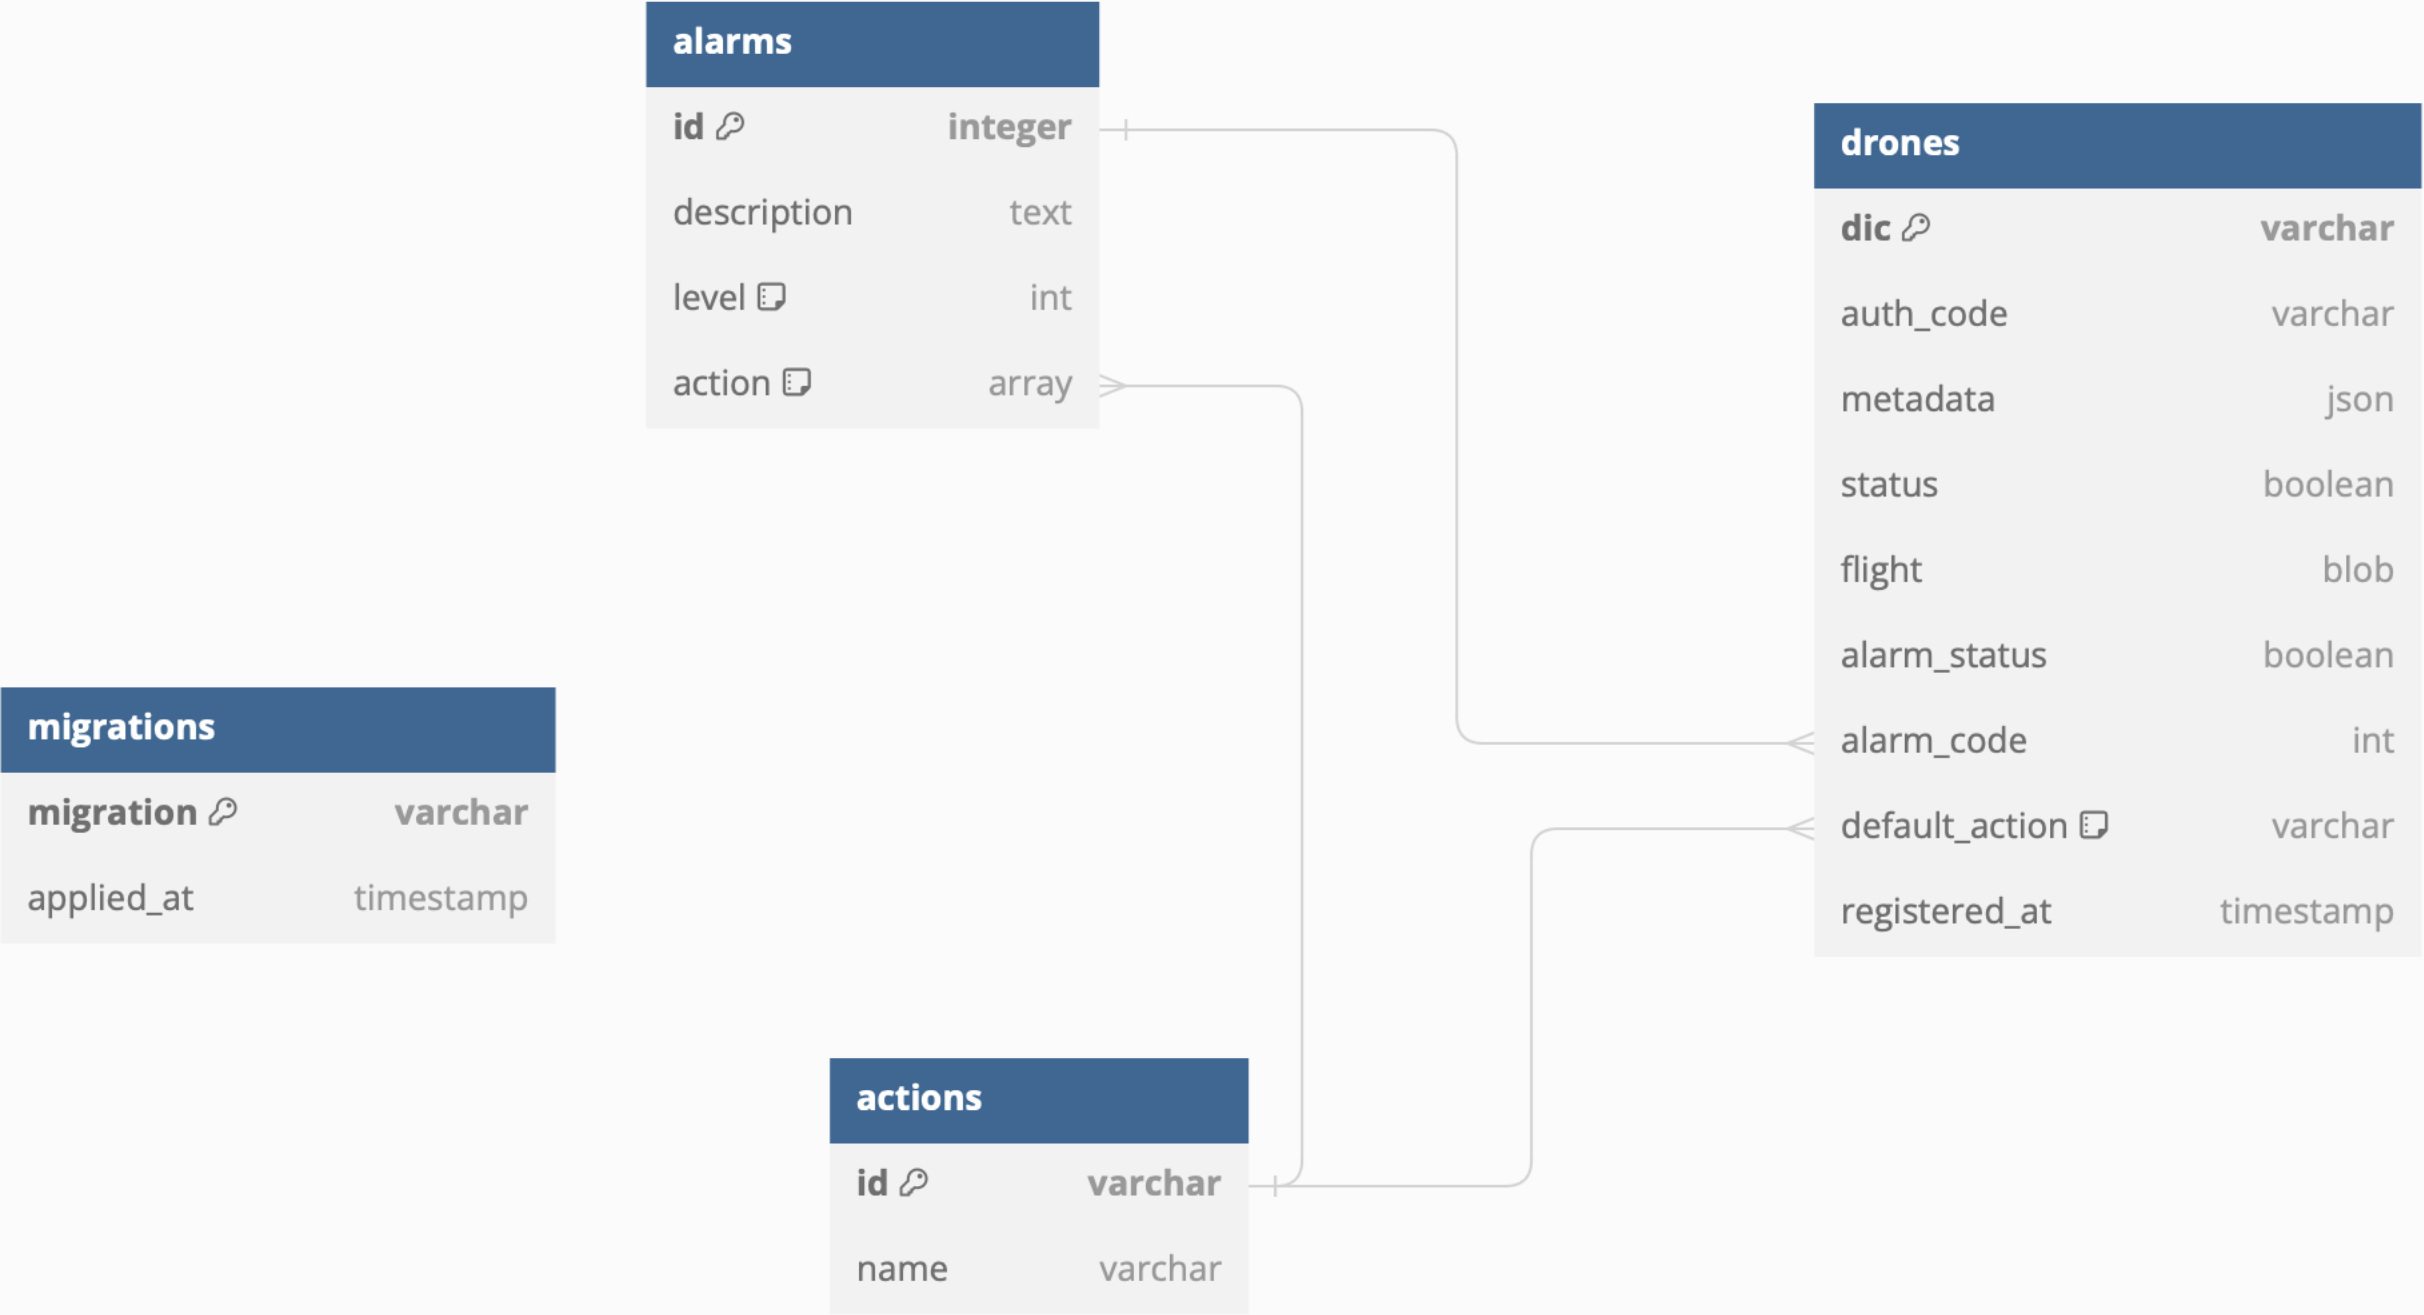 alarms
id integer
description text
level int
action array
drones
dic varchar
auth_code varchar
metadata json
status boolean
flight blob
alarm_status boolean
alarm_code int
default_action varchar
registered_at timestamp
migrations
migration varchar
applied_at timestamp
actions
id varchar
name varchar